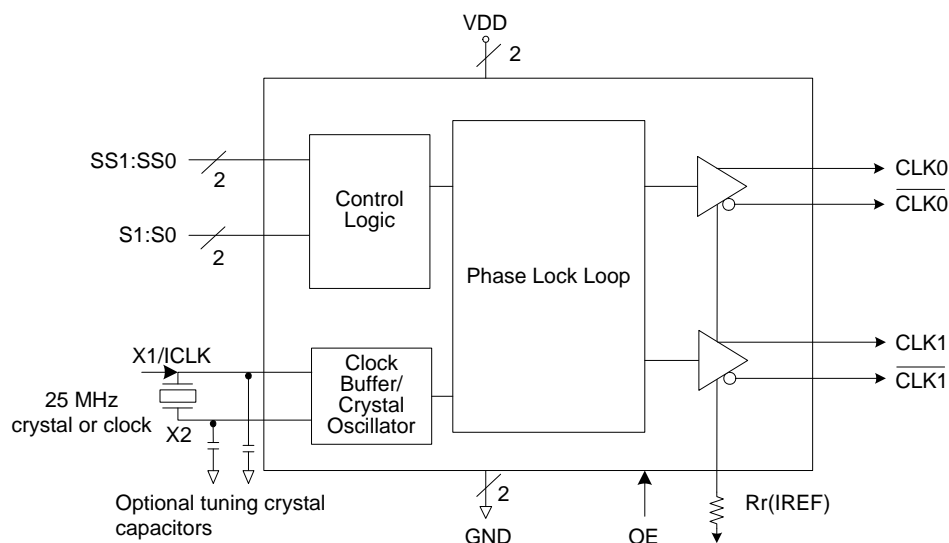 VDD
2
SS1:SS0
2
S1:S0
2
Control
Logic
Phase Lock Loop
CLK0
CLK0
X1/ICLK
25 MHz
crystal or clock
X2
Clock
Buffer/
Crystal
Oscillator
CLK1
CLK1
Optional tuning crystal
capacitors
2
GND
OE
Rr(IREF)